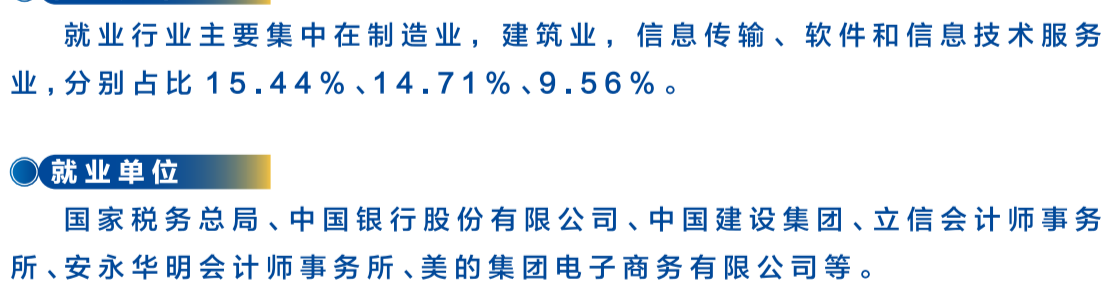 就业行业主要集中在制造业，建筑业，信息传输、软件和信息技术服务
业，分别占比 15.44%、14.71%、9.56%。
就业单位
国家税务总局、中国银行股份有限公司、中国建设集团、立信会计师事务
所、安永华明会计师事务所、美的集团电子商务有限公司等。